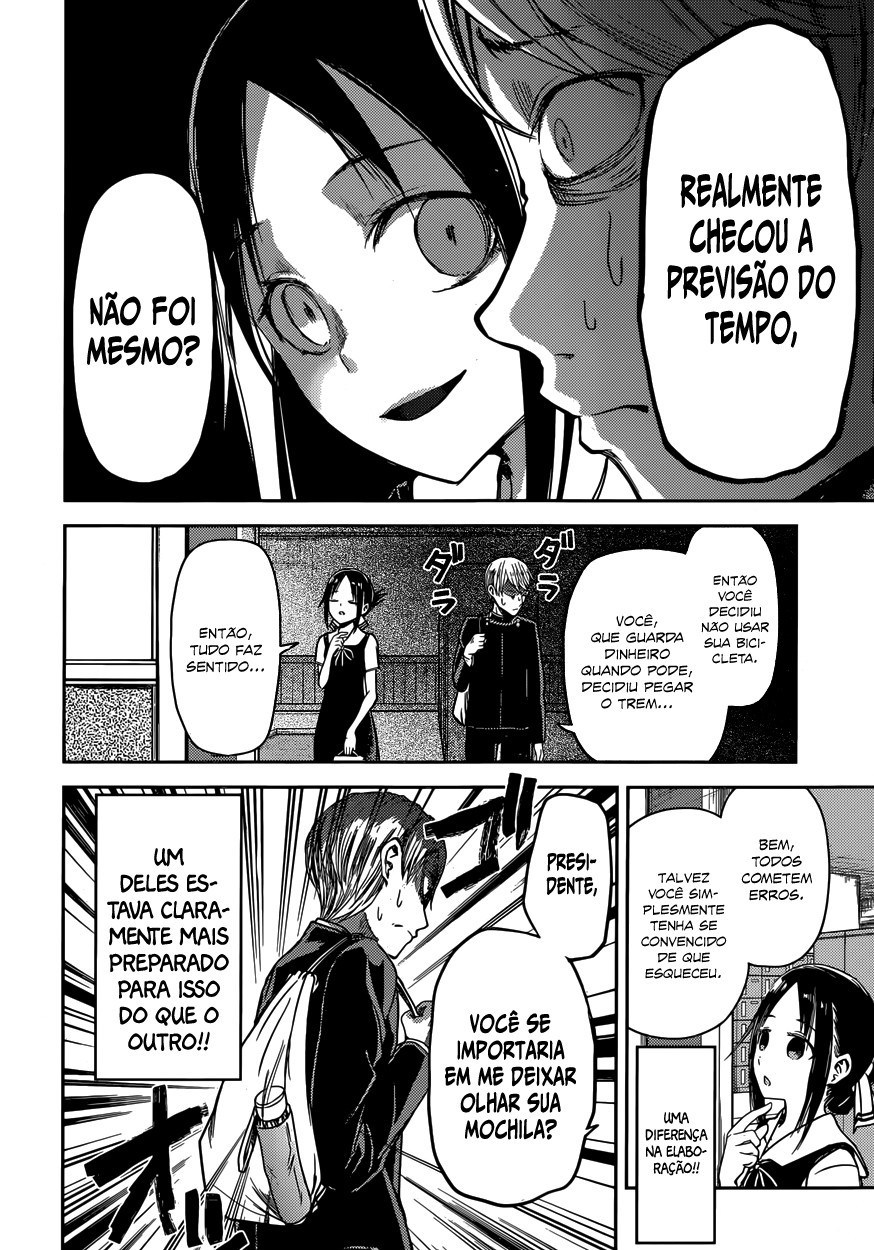 REALMENTE
CHECOU A
PREVISÃO DO
TEMPO,
NÃO FOI
MESMO?
ENTÃO
VOCÊ
DECIDIU
NÃO USAR
SUA BICI-
CLETA.
VOCÊ,
QUE GUARDA
DINHEIRO
QUANDO PODE,
DECIDIU PEGAR
O TREM...
ダラ
ダラ
ENTÃO,
TUDO FAZ
SENTIDO...
BEM,
TODOS
COMETEM
ERROS.
TALVEZ
VOCÊ SIM-
PLESMENTE
TENHA SE
CONVENCIDO
DE QUE
ESQUECEU.
UMA
DIFERENÇA
NA ELABO-
RAÇÃO!!
PRESI-
DENTE,
VOCÊ SE
IMPORTARIA
EM ME DEIXAR
OLHAR SUA
MOCHILA?
UM
DELES ES-
TAVA CLARA-
MENTE MAIS
PREPARADO
PARA ISSO
DO QUE O
OUTRO!!